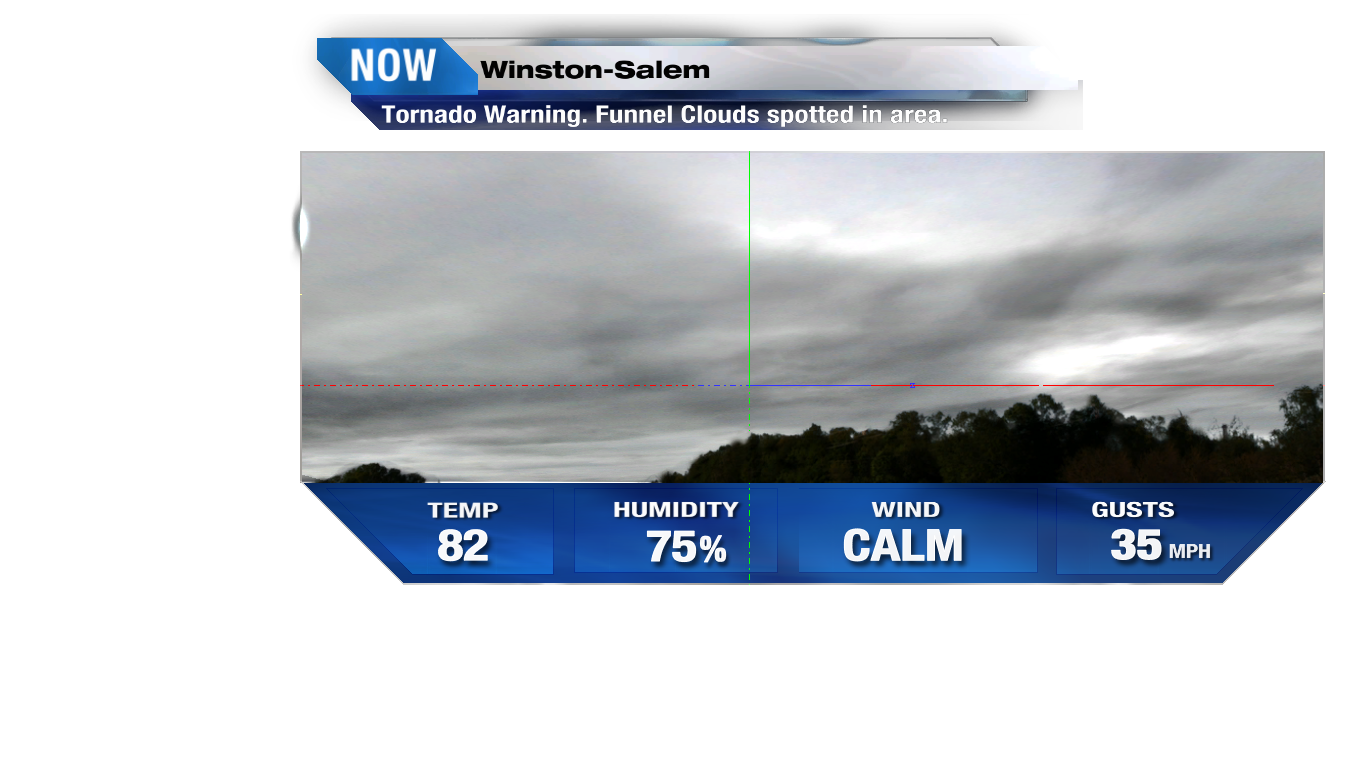 NOW
Winston-Salem
Tornado Warning. Funnel Clouds spotted in area.
TEMP HUMIDITY WIND GUSTS
82 75% CALM 35 MPH